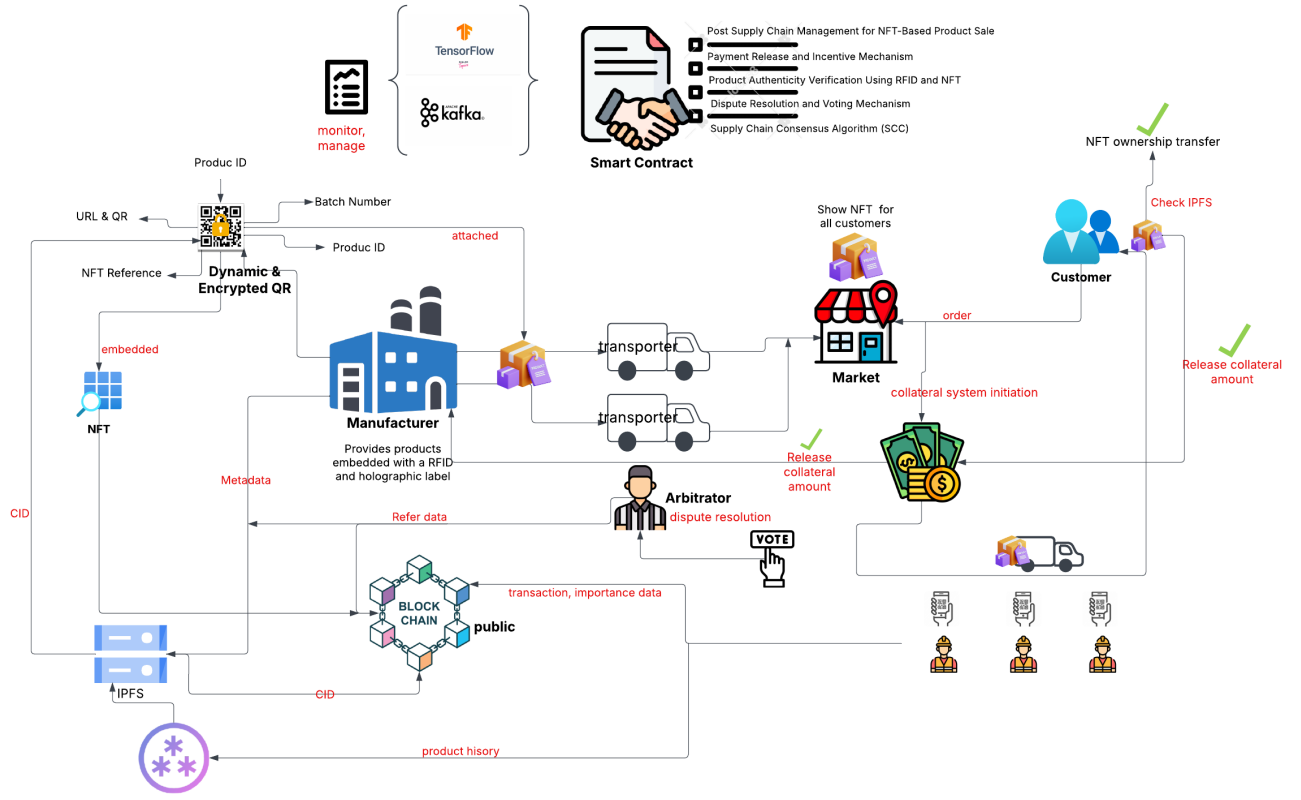 TensorFlow
APACHE
kafka®
monitor,
manage
Post Supply Chain Management for NFT-Based Product Sale
Payment Release and Incentive Mechanism
Product Authenticity Verification Using RFID and NFT
Dispute Resolution and Voting Mechanism
Supply Chain Consensus Algorithm (SCC)
Smart Contract
NFT ownership transfer
Check IPFS
Produc ID
URL & QR
Batch Number
Produc ID
NFT Reference
Dynamic &
Encrypted QR
attached
Show NFT for
all customers
Customer
order
Market
transporter
transporter
embedded
NFT
Manufacturer
Provides products
embedded with a RFID
and holographic label
Release collateral
amount
collateral system initiation
Release
collateral
amount
Metadata
CID
Refer data
Arbitrator
dispute resolution
VOTE
BLOCK
CHAIN
public
transaction, importance data
IPFS
CID
product hisory